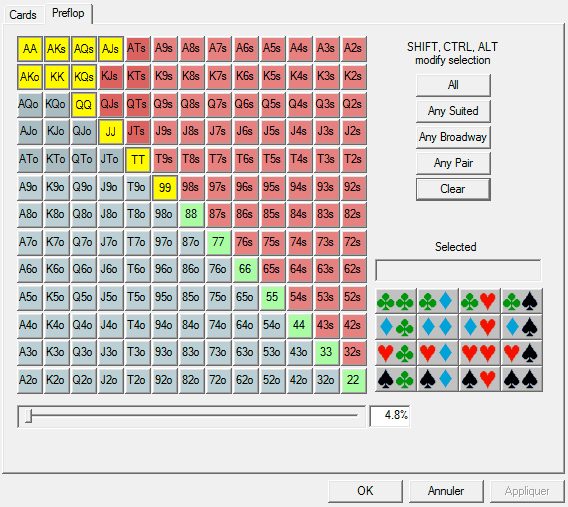 Cards Preflop
AA AKs AQs AJs ATs A9s A8s A7s A6s A5s A4s A3s A2s
AKo KK KQs KJs KTs K9s K8s K7s K6s K5s K4s K3s K2s
AQo KQo QQ QJs QTs Q9s Q8s Q7s Q6s Q5s Q4s Q3s Q2s
AJo KJo QJo JJ JTs J9s J8s J7s J6s J5s J4s J3s J2s
ATo KTo QTo JTo TT T9s T8s T7s T6s T5s T4s T3s T2s
A9o K9o Q9o J9o T9o 99 98s 97s 96s 95s 94s 93s 92s
A8o K8o Q8o J8o T8o 98o 88 87s 86s 85s 84s 83s 82s
A7o K7o Q7o J7o T7o 97o 87o 77 76s 75s 74s 73s 72s
A6o K6o Q6o J6o T6o 96o 86o 76o 66 65s 64s 63s 62s
A5o K5o Q5o J5o T5o 95o 85o 75o 65o 55 54s 53s 52s
A4o K4o Q4o J4o T4o 94o 84o 74o 64o 54o 44 43s 42s
A3o K3o Q3o J3o T3o 93o 83o 73o 63o 53o 43o 33 32s
A2o K2o Q2o J2o T2o 92o 82o 72o 62o 52o 42o 32o 22
4.8%
SHIFT, CTRL, ALT
modify selection
All
Any Suited
Any Broadway
Any Pair
Clear
Selected
OK Annuler Appliquer